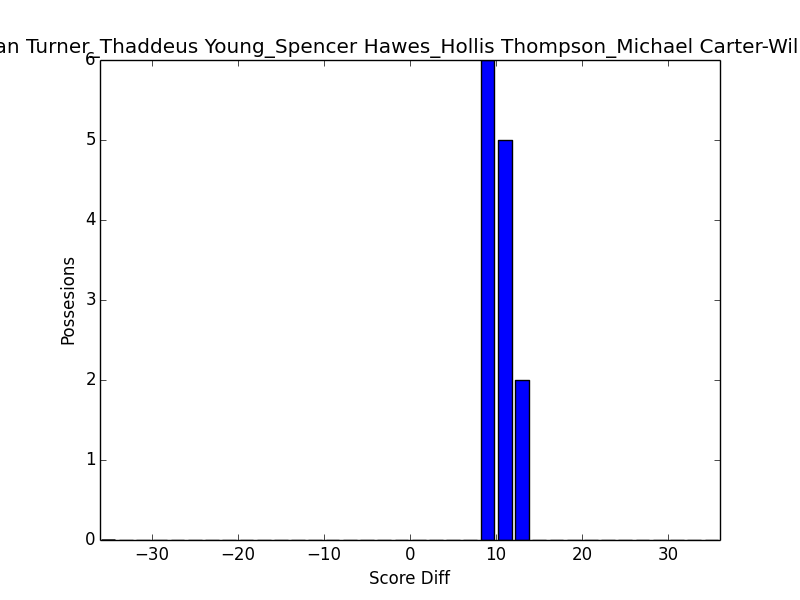 an Turner_Thaddeus Young_Spencer Hawes_Hollis Thompson_Michael Carter-Wil
6
5
4
3
2
1
0
Possesions
−30 −20 −10 0 10 20 30
Score Diff